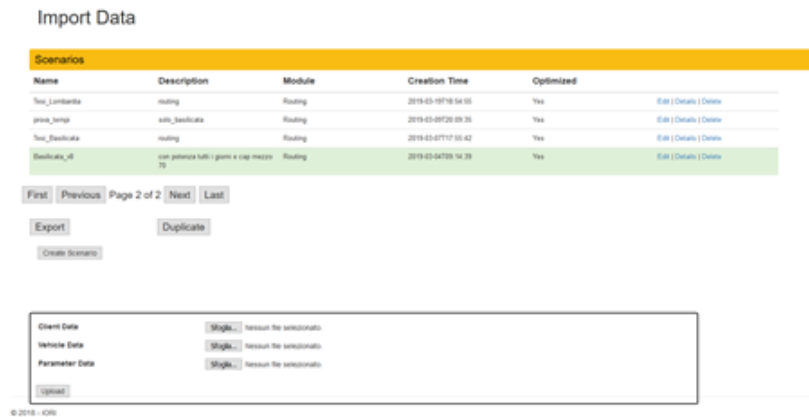 Import Data
Scenarios
Name Description Module Creation Time Optimized
Tesi_Lombardia routing Routing 2019-03-19T18:54:55 Yes Edit | Details | Delete
prova_tempi solo_basilicata Routing 2019-03-09T20:09:35 Yes Edit | Details | Delete
Tesi_Basilicata routing Routing 2019-03-07T17:55:42 Yes Edit | Details | Delete
Basilicata_v8 con potenza tutti i giorni e cap mezzo Routing 2019-03-04T09:14:39 Yes Edit | Details | Delete
70
First Previous Page 2 of 2 Next Last
Export Duplicate
Create Scenario
Client Data Sfoglia... Nessun file selezionato.
Vehicle Data Sfoglia... Nessun file selezionato.
Parameter Data Sfoglia... Nessun file selezionato.
Upload
© 2018 - IORI